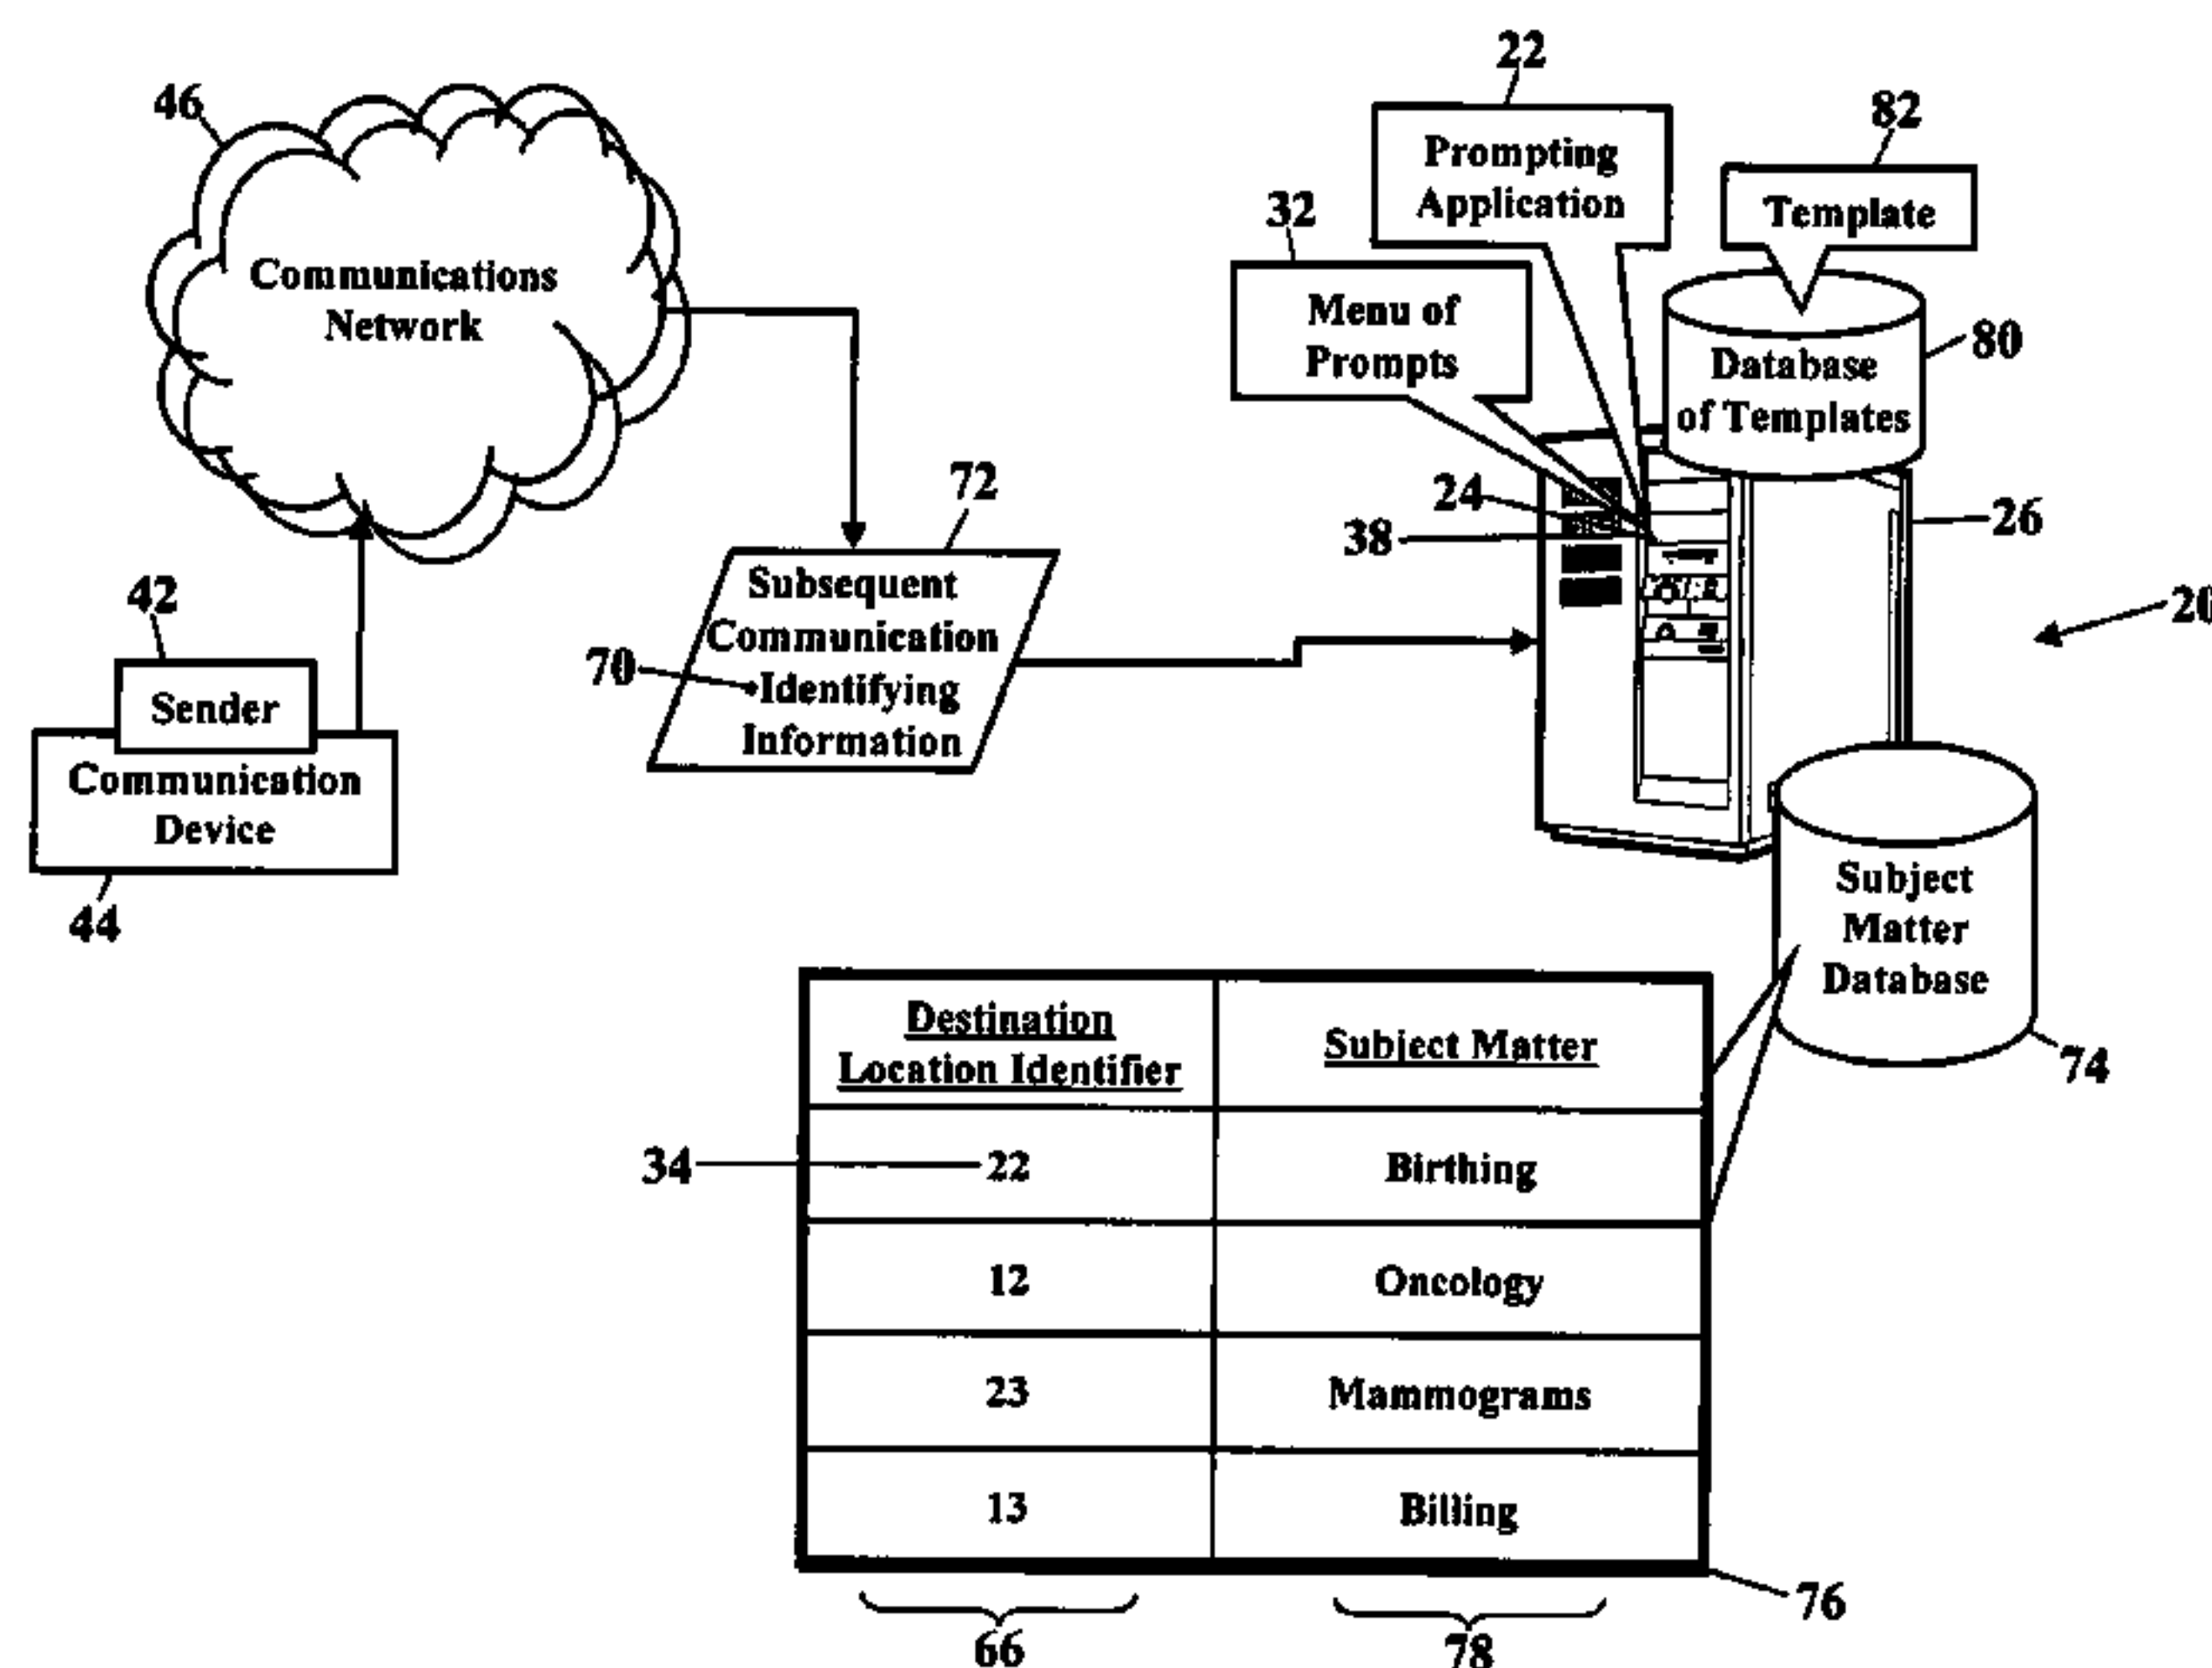 46
Communications
Network
22
Prompting
Application
82
Template
32
Menu of
Prompts
80
Database
of Templates
24
38
26
20
72
Subsequent
Communication
70
Identifying
Information
42
Sender
Communication
Device
44
Subject
Matter
Database
74
Destination
Location Identifier
Subject Matter
34
22
Birthing
12
Oncology
23
Mammograms
13
Billing
76
66
78